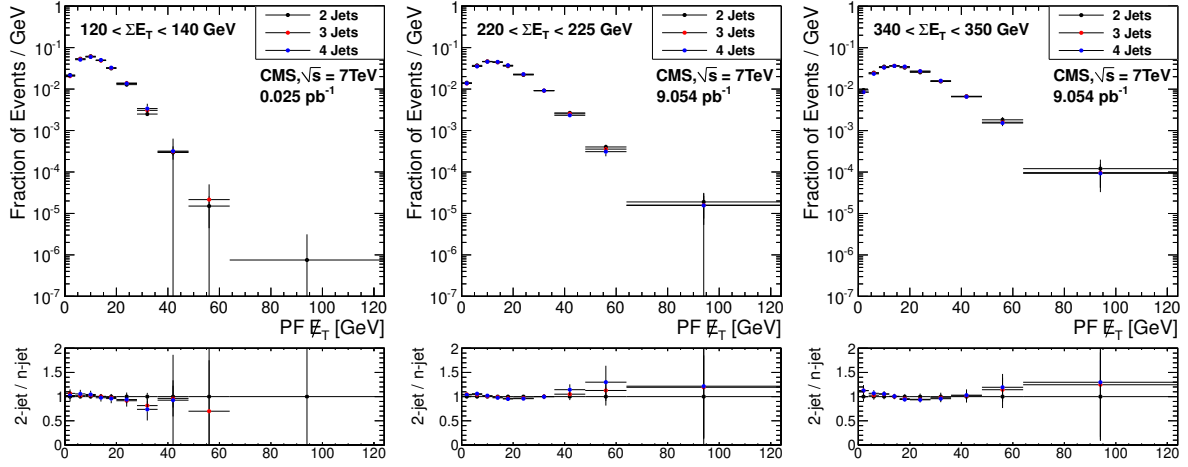 120 < ΣE_T < 140 GeV
2 Jets
3 Jets
4 Jets
CMS, √s = 7TeV
0.025 pb⁻¹
Fraction of Events / GeV
1
10⁻¹
10⁻²
10⁻³
10⁻⁴
10⁻⁵
10⁻⁶
10⁻⁷
0 20 40 60 80 100 120
PF E̸_T [GeV]
2-jet / n-jet
2
1.5
1
0.5
0
0 20 40 60 80 100 120
220 < ΣE_T < 225 GeV
2 Jets
3 Jets
4 Jets
CMS, √s = 7TeV
9.054 pb⁻¹
Fraction of Events / GeV
1
10⁻¹
10⁻²
10⁻³
10⁻⁴
10⁻⁵
10⁻⁶
10⁻⁷
0 20 40 60 80 100 120
PF E̸_T [GeV]
2-jet / n-jet
2
1.5
1
0.5
0
0 20 40 60 80 100 120
340 < ΣE_T < 350 GeV
2 Jets
3 Jets
4 Jets
CMS, √s = 7TeV
9.054 pb⁻¹
Fraction of Events / GeV
1
10⁻¹
10⁻²
10⁻³
10⁻⁴
10⁻⁵
10⁻⁶
10⁻⁷
0 20 40 60 80 100 120
PF E̸_T [GeV]
2-jet / n-jet
2
1.5
1
0.5
0
0 20 40 60 80 100 120